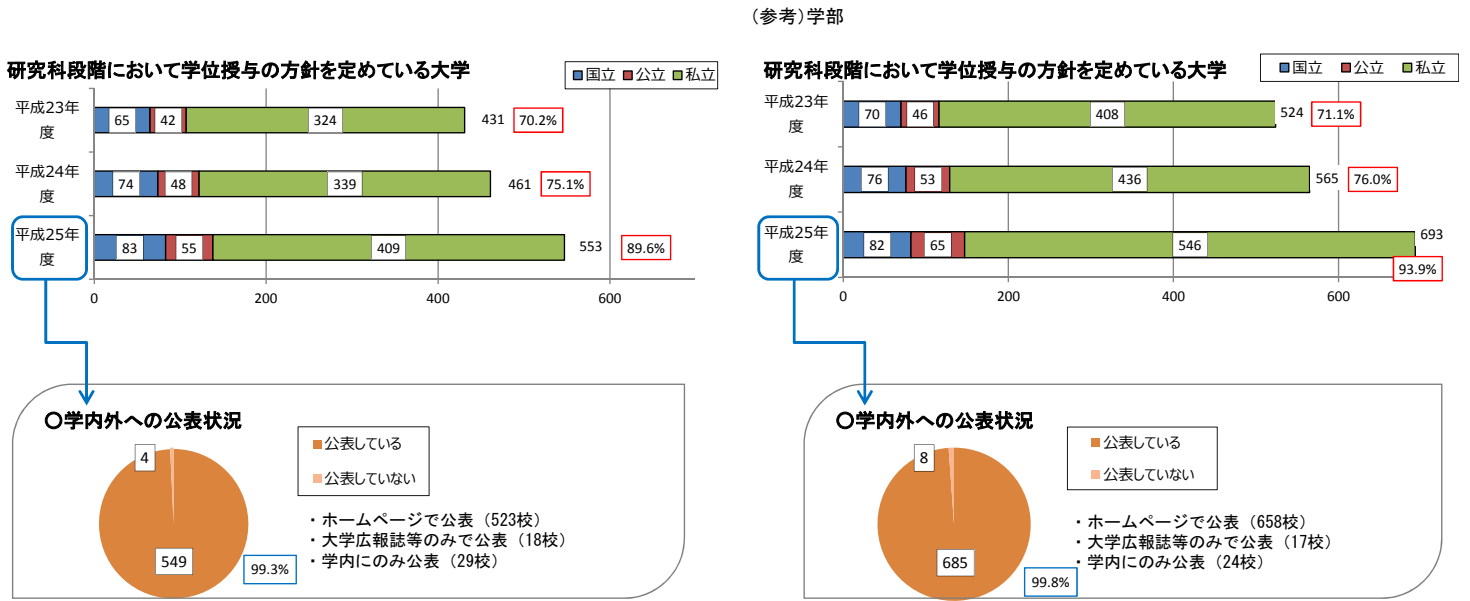 （参考）学部
研究科段階において学位授与の方針を定めている大学
国立 公立 私立
平成23年度
65 42 324 431 70.2%
平成24年度
74 48 339 461 75.1%
平成25年度
83 55 409 553 89.6%
0 200 400 600
〇学内外への公表状況
公表している
公表していない
4
549
99.3%
・ホームページで公表（523校）
・大学広報誌等のみで公表（18校）
・学内にのみ公表（29校）
研究科段階において学位授与の方針を定めている大学
国立 公立 私立
平成23年度
70 46 408 524 71.1%
平成24年度
76 53 436 565 76.0%
平成25年度
82 65 546 693
93.9%
0 200 400 600
〇学内外への公表状況
公表している
公表していない
8
685
99.8%
・ホームページで公表（658校）
・大学広報誌等のみで公表（17校）
・学内にのみ公表（24校）